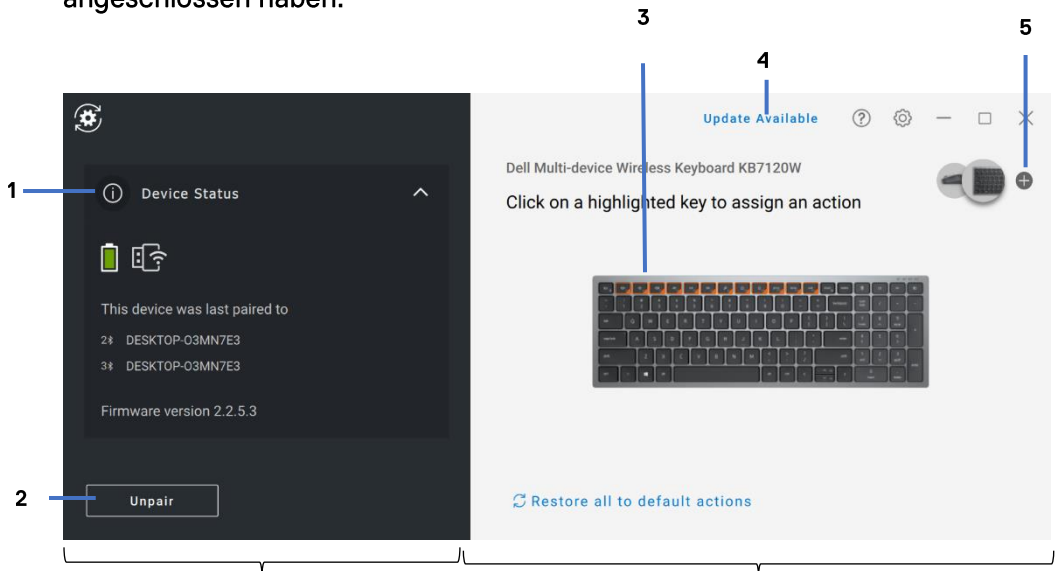 angeschlossen haben.
3
5
4
Update Available
1
Device Status
Dell Multi-device Wireless Keyboard KB7120W
Click on a highlighted key to assign an action
This device was last paired to
2 DESKTOP-O3MN7E3
3 DESKTOP-O3MN7E3
Firmware version 2.2.5.3
2
Unpair
Restore all to default actions